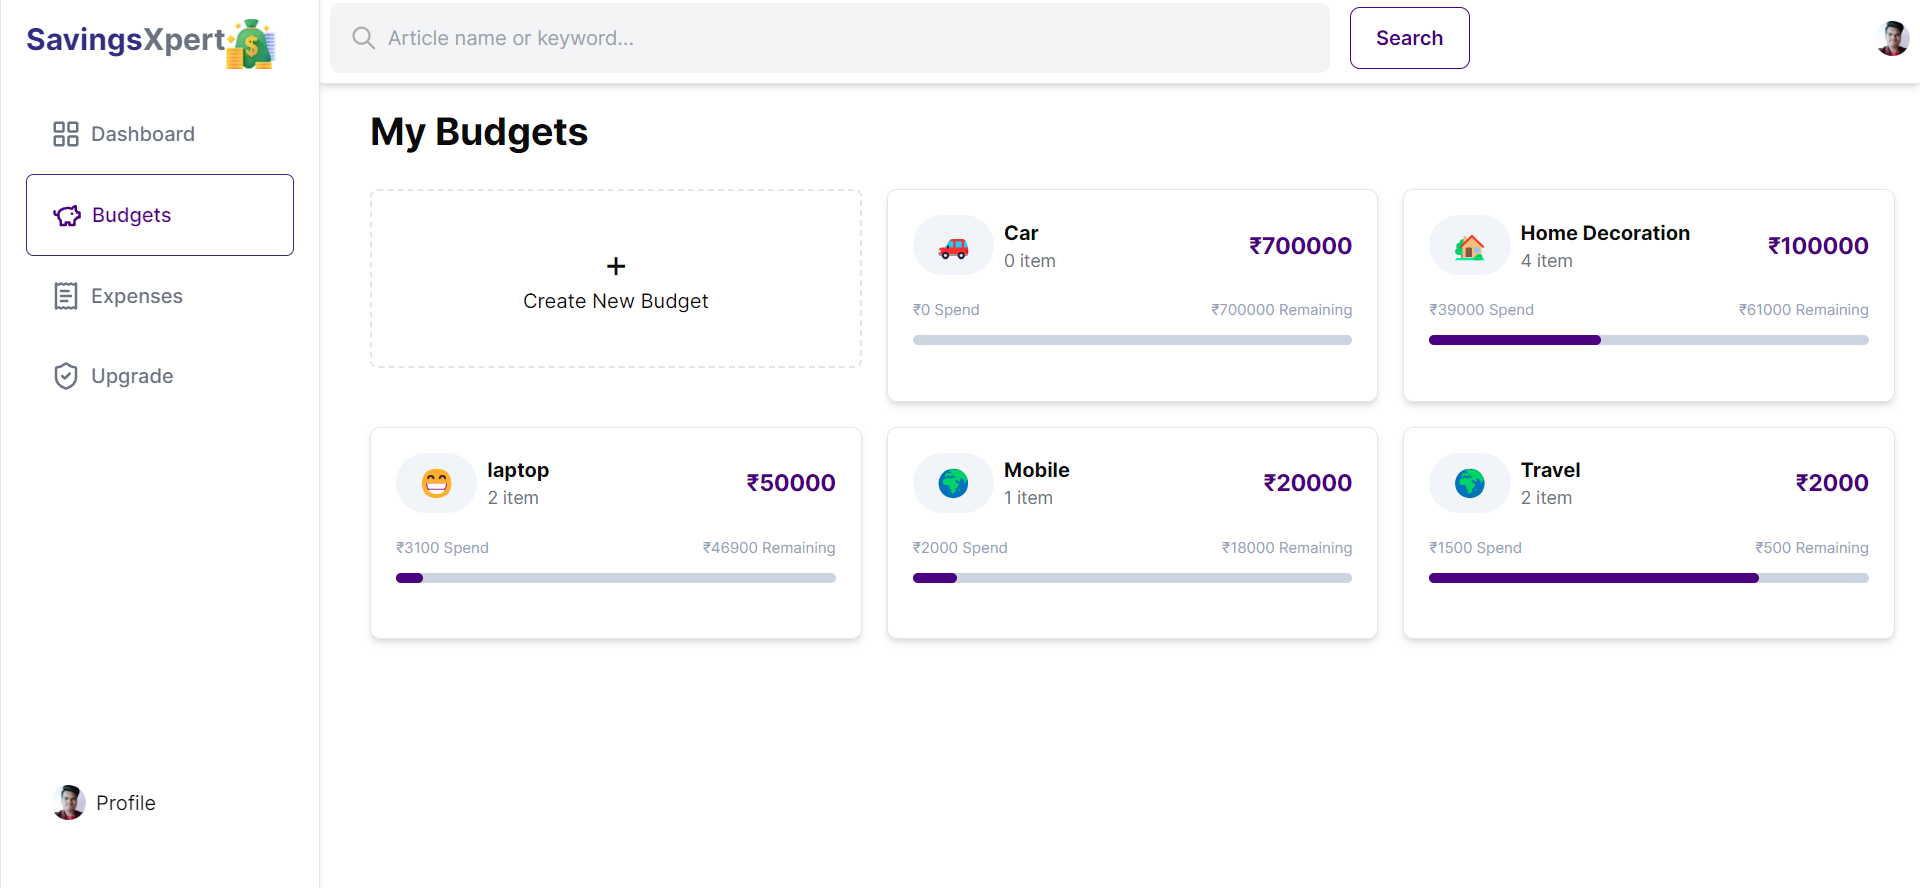 SavingsXpert
Article name or keyword...
Search
Dashboard
Budgets
Expenses
Upgrade
Profile
My Budgets
+
Create New Budget
Car
0 item
₹700000
₹0 Spend
₹700000 Remaining
Home Decoration
4 item
₹100000
₹39000 Spend
₹61000 Remaining
laptop
2 item
₹50000
₹3100 Spend
₹46900 Remaining
Mobile
1 item
₹20000
₹2000 Spend
₹18000 Remaining
Travel
2 item
₹2000
₹1500 Spend
₹500 Remaining